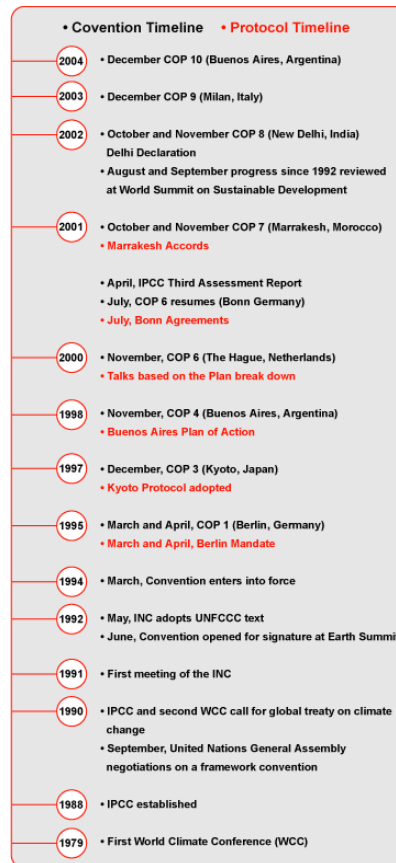 • Covention Timeline • Protocol Timeline
2004 • December COP 10 (Buenos Aires, Argentina)
2003 • December COP 9 (Milan, Italy)
2002 • October and November COP 8 (New Delhi, India)
Delhi Declaration
• August and September progress since 1992 reviewed
at World Summit on Sustainable Development
2001 • October and November COP 7 (Marrakesh, Morocco)
• Marrakesh Accords
• April, IPCC Third Assessment Report
• July, COP 6 resumes (Bonn Germany)
• July, Bonn Agreements
2000 • November, COP 6 (The Hague, Netherlands)
• Talks based on the Plan break down
1998 • November, COP 4 (Buenos Aires, Argentina)
• Buenos Aires Plan of Action
1997 • December, COP 3 (Kyoto, Japan)
• Kyoto Protocol adopted
1995 • March and April, COP 1 (Berlin, Germany)
• March and April, Berlin Mandate
1994 • March, Convention enters into force
1992 • May, INC adopts UNFCCC text
• June, Convention opened for signature at Earth Summit
1991 • First meeting of the INC
1990 • IPCC and second WCC call for global treaty on climate
change
• September, United Nations General Assembly
negotiations on a framework convention
1988 • IPCC established
1979 • First World Climate Conference (WCC)